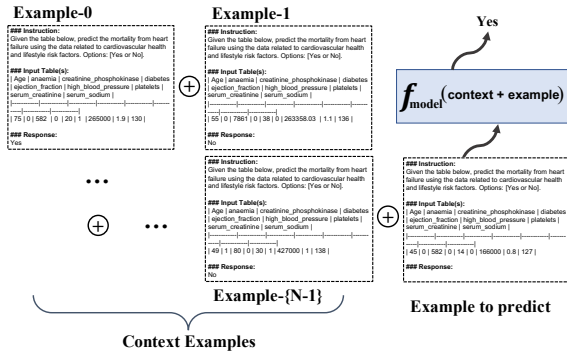 Example-0
### Instruction:
Given the table below, predict the mortality from heart
failure using the data related to cardiovascular health
and lifestyle risk factors. Options: [Yes or No].
### Input Table(s):
| Age | anaemia | creatinine_phosphokinase | diabetes
| ejection_fraction | high_blood_pressure | platelets |
serum_creatinine | serum_sodium |
|---------------|---------------|---------------|---------------|---------------
---------|---------------|---------------|
| 75 | 0 | 582 | 0 | 20 | 1 | 265000 | 1.9 | 130 |
### Response:
Yes
+
Example-1
### Instruction:
Given the table below, predict the mortality from heart
failure using the data related to cardiovascular health
and lifestyle risk factors. Options: [Yes or No].
### Input Table(s):
| Age | anaemia | creatinine_phosphokinase | diabetes
| ejection_fraction | high_blood_pressure | platelets |
serum_creatinine | serum_sodium |
|---------------|---------------|---------------|---------------|---------------
---------|---------------|---------------|
| 55 | 0 | 7861 | 0 | 38 | 0 | 263358.03 | 1.1 | 136 |
### Response:
No
...
+
...
### Instruction:
Given the table below, predict the mortality from heart
failure using the data related to cardiovascular health
and lifestyle risk factors. Options: [Yes or No].
### Input Table(s):
| Age | anaemia | creatinine_phosphokinase | diabetes
| ejection_fraction | high_blood_pressure | platelets |
serum_creatinine | serum_sodium |
|---------------|---------------|---------------|---------------|---------------
---------|---------------|---------------|
| 49 | 1 | 80 | 0 | 30 | 1 | 427000 | 1 | 138 |
### Response:
No
Example-{N-1}
Context Examples
+
Yes
fmodel(context + example)
### Instruction:
Given the table below, predict the mortality from heart
failure using the data related to cardiovascular health
and lifestyle risk factors. Options: [Yes or No].
### Input Table(s):
| Age | anaemia | creatinine_phosphokinase | diabetes
| ejection_fraction | high_blood_pressure | platelets |
serum_creatinine | serum_sodium |
|---------------|---------------|---------------|---------------|---------------
---------|---------------|---------------|
| 45 | 0 | 582 | 0 | 14 | 0 | 166000 | 0.8 | 127 |
### Response:
Example to predict